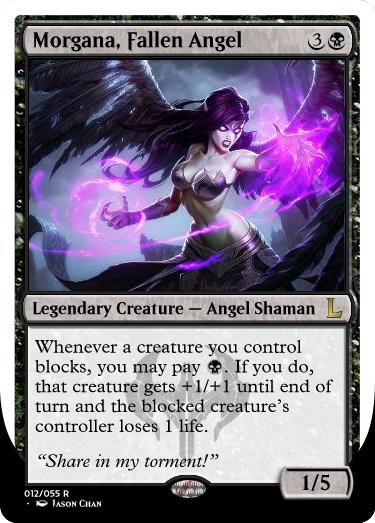 Morgana, Fallen Angel 3
Legendary Creature — Angel Shaman L
Whenever a creature you control
blocks, you may pay . If you do,
that creature gets +1/+1 until end of
turn and the blocked creature's
controller loses 1 life.
“Share in my torment!”
1/5
012/055 R
· Jason Chan